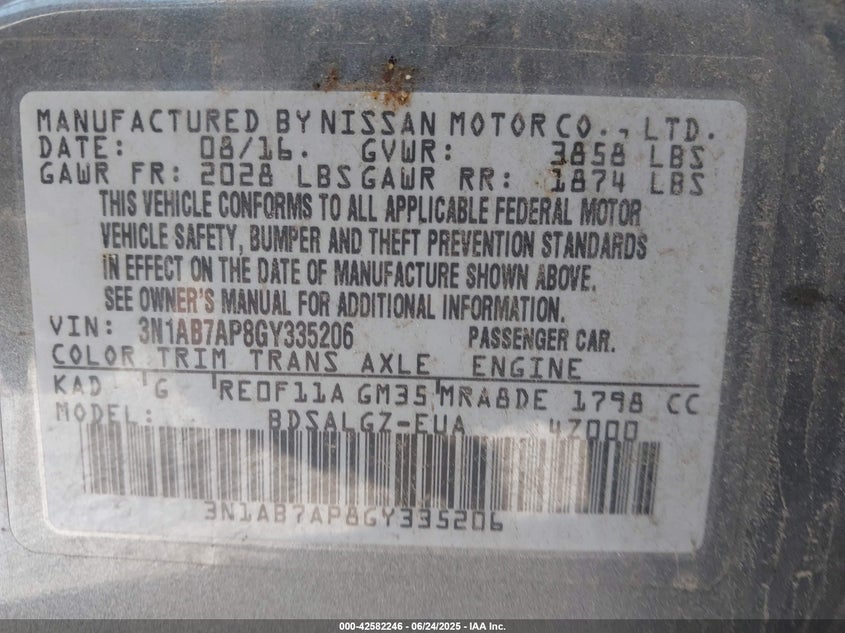 MANUFACTURED BY NISSAN MOTOR CO., LTD.
DATE: 08/16. GVWR: 3858 LBS
GAWR FR: 2028 LBS GAWR RR: 1874 LBS
THIS VEHICLE CONFORMS TO ALL APPLICABLE FEDERAL MOTOR
VEHICLE SAFETY, BUMPER AND THEFT PREVENTION STANDARDS
IN EFFECT ON THE DATE OF MANUFACTURE SHOWN ABOVE.
SEE OWNER'S MANUAL FOR ADDITIONAL INFORMATION.
VIN: 3N1AB7AP8GY335206 PASSENGER CAR.
COLOR TRIM TRANS AXLE ENGINE
KAD G RE0F11A GM35 MRA8DE 1798 CC
MODEL: BDSALGZ-EUA 4Z000
3N1AB7AP8GY335206
000-42582246 - 06/24/2025 - IAA Inc.